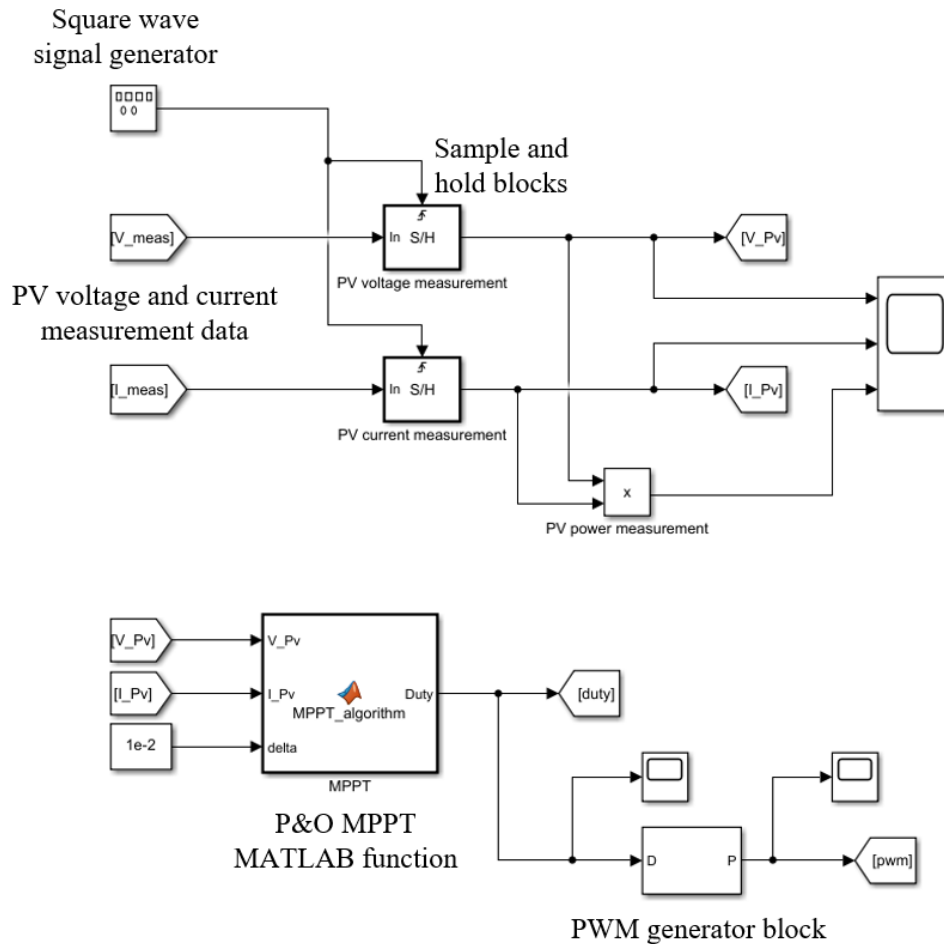 Square wave
signal generator
Sample and
hold blocks
[V_meas]
In S/H
[V_Pv]
PV voltage measurement
PV voltage and current
measurement data
[I_meas]
In S/H
[I_Pv]
PV current measurement
x
PV power measurement
[V_Pv]
V_Pv
[I_Pv]
I_Pv
Duty
[duty]
MPPT_algorithm
1e-2
delta
MPPT
P&O MPPT
MATLAB function
D
P
[pwm]
PWM generator block